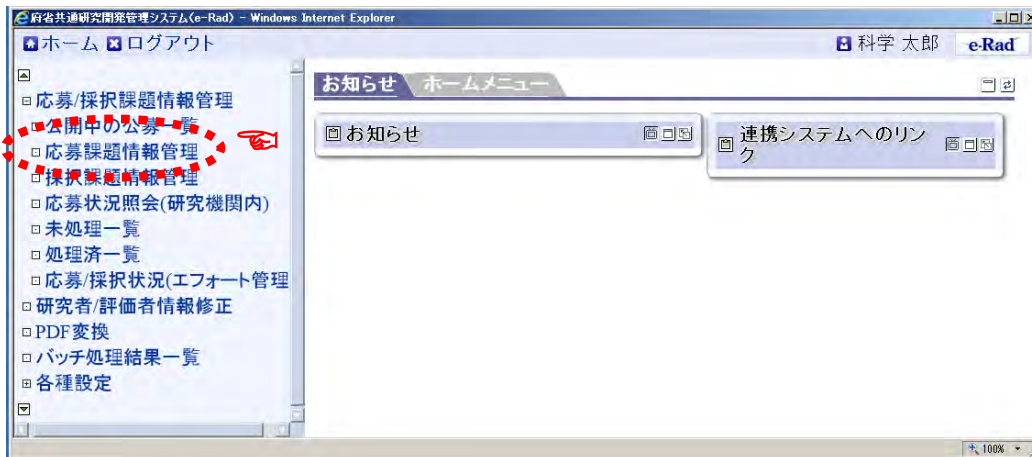 府省共通研究開発管理システム(e-Rad) - Windows Internet Explorer
ホーム ログアウト
科学 太郎 e-Rad
応募/採択課題情報管理
公開中の公募一覧
応募課題情報管理
採択課題情報管理
応募状況照会(研究機関内)
未処理一覧
処理済一覧
応募/採択状況(エフォート管理
研究者/評価者情報修正
PDF変換
バッチ処理結果一覧
各種設定
お知らせ ホームメニュー
お知らせ
連携システムへのリン
ク
100%